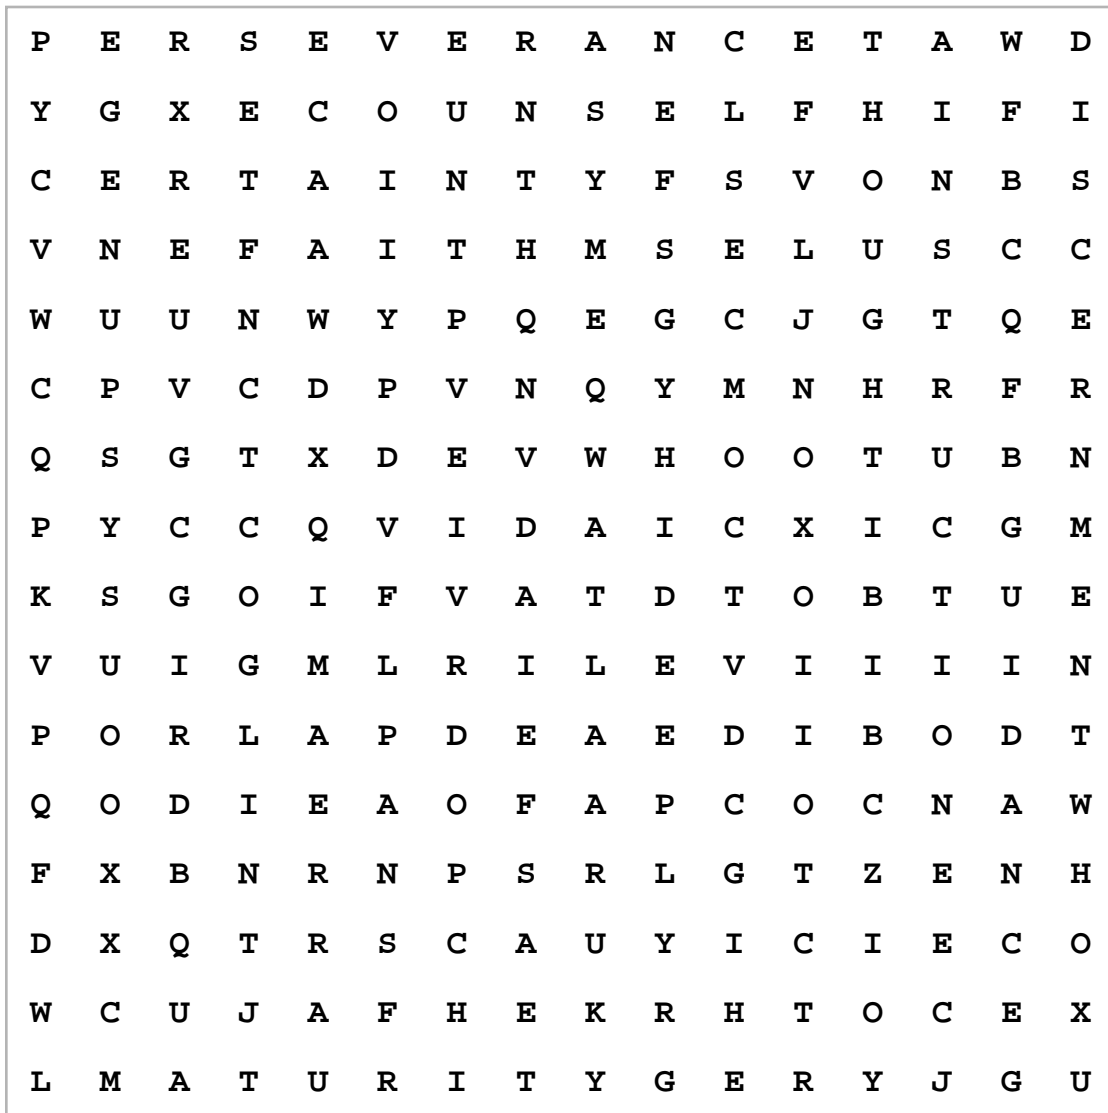 P E R S E V E R A N C E T A W D
Y G X E C O U N S E L F H I F I
C E R T A I N T Y F S V O N B S
V N E F A I T H M S E L U S C C
W U U N W Y P Q E G C J G T Q E
C P V C D P V N Q Y M N H R F R
Q S G T X D E V W H O O T U B N
P Y C C Q V I D A I C X I C G M
K S G O I F V A T D T O B T U E
V U I G M L R I L E V I I I I N
P O R L A P D E A E D I B O D T
Q O D I E A O F A P C O C N A W
F X B N R N P S R L G T Z E N H
D X Q T R S C A U Y I C I E C O
W C U J A F H E K R H T O C E X
L M A T U R I T Y G E R Y J G U